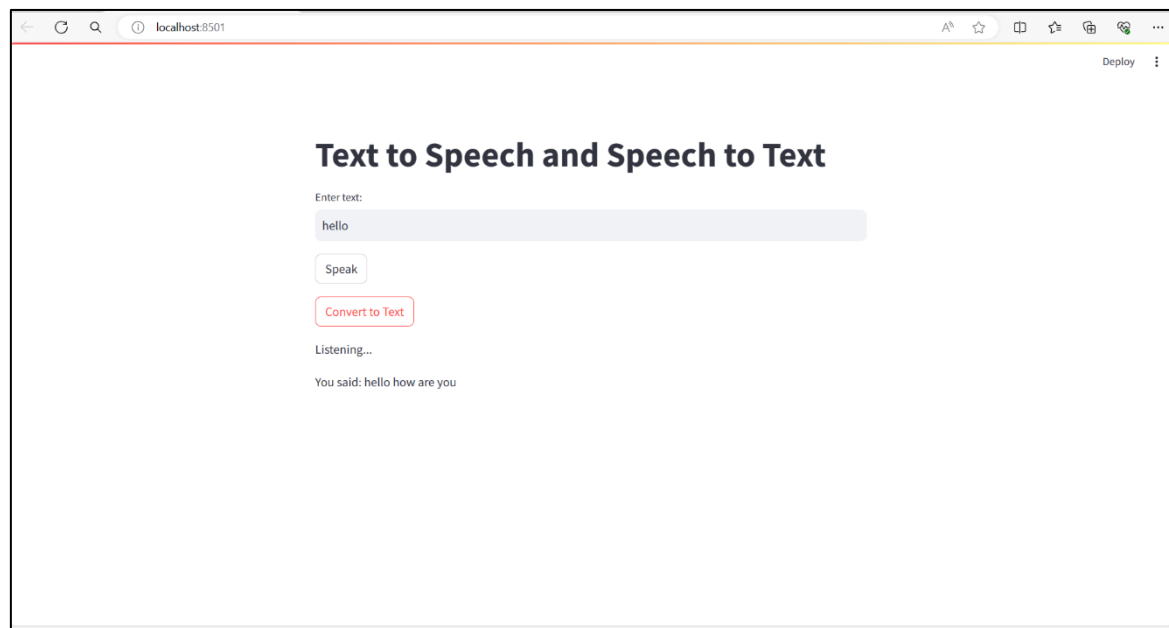 localhost:8501
Deploy
Text to Speech and Speech to Text
Enter text:
hello
Speak
Convert to Text
Listening...
You said: hello how are you